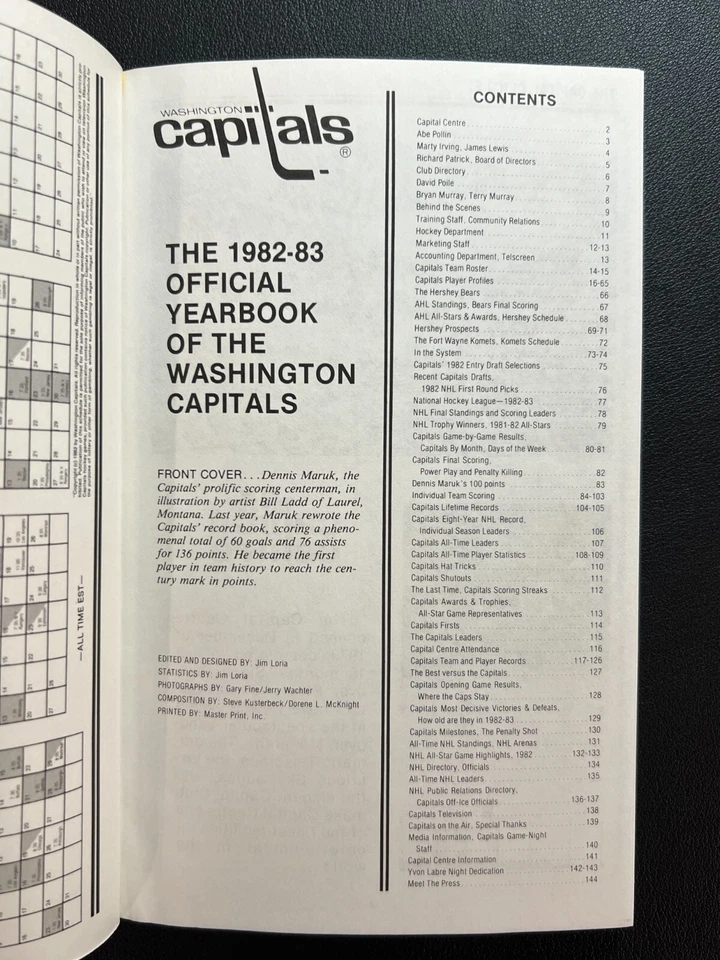 —ALL TIME EST—
WASHINGTON
capitals®
THE 1982-83
OFFICIAL
YEARBOOK
OF THE
WASHINGTON
CAPITALS
FRONT COVER...Dennis Maruk, the
Capitals' prolific scoring centerman, in
illustration by artist Bill Ladd of Laurel,
Montana. Last year, Maruk rewrote the
Capitals' record book, scoring a pheno-
menal total of 60 goals and 76 assists
for 136 points. He became the first
player in team history to reach the cen-
tury mark in points.
EDITED AND DESIGNED BY: Jim Loria
STATISTICS BY: Jim Loria
PHOTOGRAPHS BY: Gary Fine/Jerry Wachter
COMPOSITION BY: Steve Kusterbeck/Dorene L. McKnight
PRINTED BY: Master Print, Inc.
CONTENTS
Capital Centre 2
Abe Pollin 3
Marty Irving, James Lewis 4
Richard Patrick, Board of Directors 5
Club Directory 6
David Poile 7
Bryan Murray, Terry Murray 8
Behind the Scenes 9
Training Staff, Community Relations 10
Hockey Department 11
Marketing Staff 12-13
Accounting Department, Telscreen 13
Capitals Team Roster 14-15
Capitals Player Profiles 16-65
The Hershey Bears 66
AHL Standings, Bears Final Scoring 67
AHL All-Stars & Awards, Hershey Schedule 68
Hershey Prospects 69-71
The Fort Wayne Komets, Komets Schedule 72
In the System 73-74
Capitals' 1982 Entry Draft Selections 75
Recent Capitals Drafts,
1982 NHL First Round Picks 76
National Hockey League—1982-83 77
NHL Final Standings and Scoring Leaders 78
NHL Trophy Winners, 1981-82 All-Stars 79
Capitals Game-by-Game Results,
Capitals By Month, Days of the Week 80-81
Capitals Final Scoring,
Power Play and Penalty Killing 82
Dennis Maruk's 100 points 83
Individual Team Scoring 84-103
Capitals Lifetime Records 104-105
Capitals Eight-Year NHL Record,
Individual Season Leaders 106
Capitals All-Time Leaders 107
Capitals All-Time Player Statistics 108-109
Capitals Hat Tricks 110
Capitals Shutouts 111
The Last Time, Capitals Scoring Streaks 112
Capitals Awards & Trophies,
All-Star Game Representatives 113
Capitals Firsts 114
The Capitals Leaders 115
Capital Centre Attendance 116
Capitals Team and Player Records 117-126
The Best versus the Capitals 127
Capitals Opening Game Results,
Where the Caps Stay 128
Capitals Most Decisive Victories & Defeats,
How old are they in 1982-83 129
Capitals Milestones, The Penalty Shot 130
All-Time NHL Standings, NHL Arenas 131
NHL All-Star Game Highlights, 1982 132-133
NHL Directory, Officials 134
All-Time NHL Leaders 135
NHL Public Relations Directory,
Capitals Off-Ice Officials 136-137
Capitals Television 138
Capitals on the Air, Special Thanks 139
Media Information, Capitals Game-Night
Staff 140
Capital Centre Information 141
Yvon Labre Night Dedication 142-143
Meet The Press 144